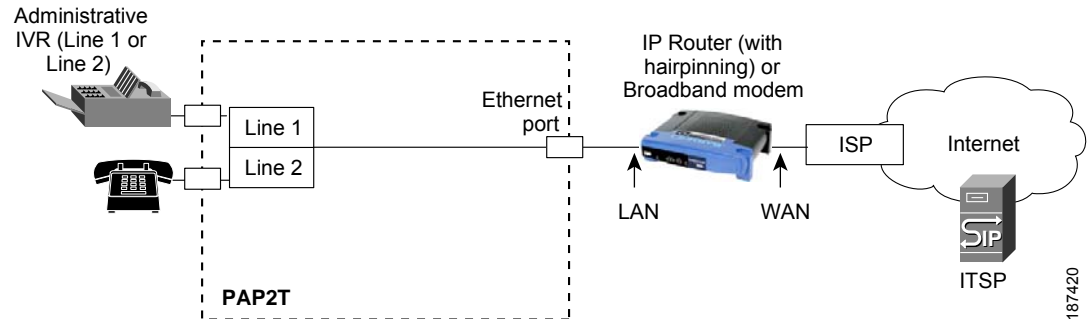 Administrative
IVR (Line 1 or
Line 2)
Line 1
Line 2
PAP2T
Ethernet
port
IP Router (with
hairpinning) or
Broadband modem
LAN
WAN
ISP
Internet
SIP
ITSP
187420